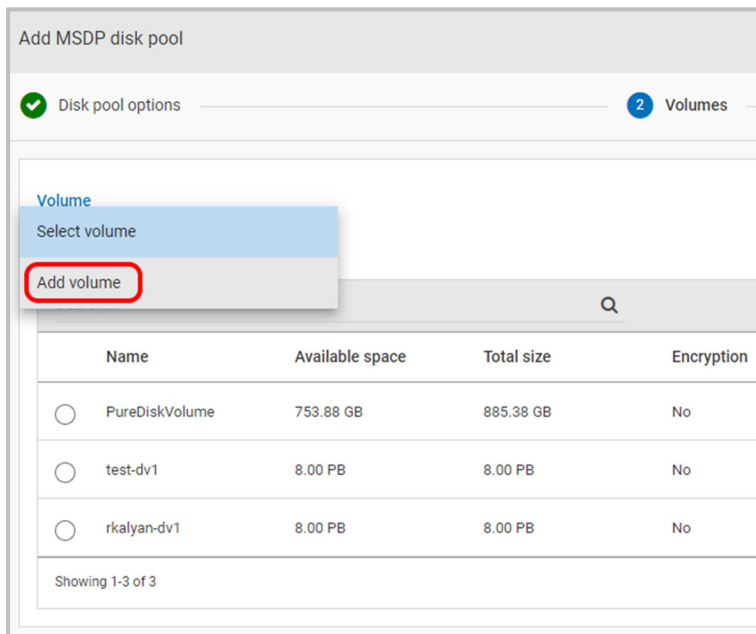 Add MSDP disk pool
Disk pool options
2 Volumes
Volume
Select volume
Add volume
Name Available space Total size Encryption
PureDiskVolume 753.88 GB 885.38 GB No
test-dv1 8.00 PB 8.00 PB No
rkalyan-dv1 8.00 PB 8.00 PB No
Showing 1-3 of 3